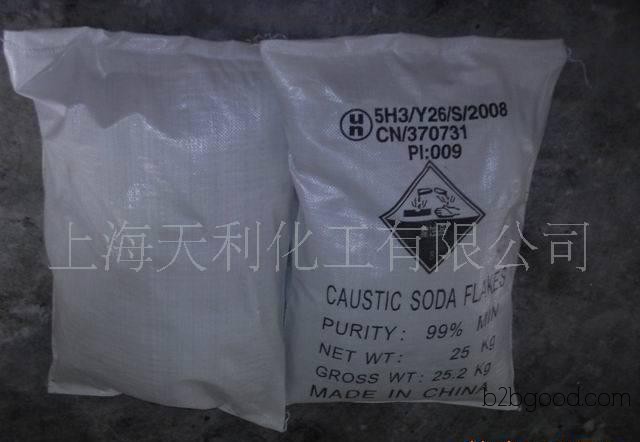 5H3/Y26/S/2008
CN/370731
PI:009
上海天利化工有限公司
CAUSTIC SODA FLAKES
PURITY: 99% MIN
NET WT: 25 Kg
GROSS WT: 25.2 Kg
MADE IN CHINA
b2bgood.com